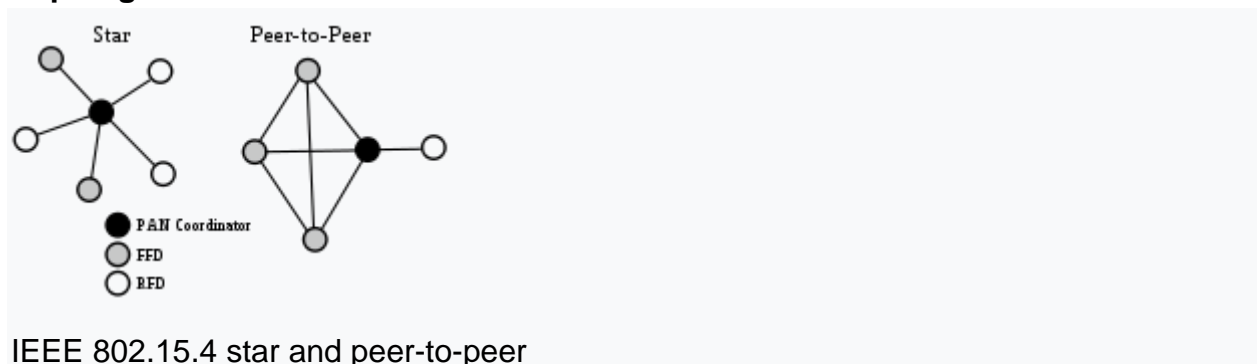 Star Peer-to-Peer
PAN Coordinator
FFD
RFD
IEEE 802.15.4 star and peer-to-peer